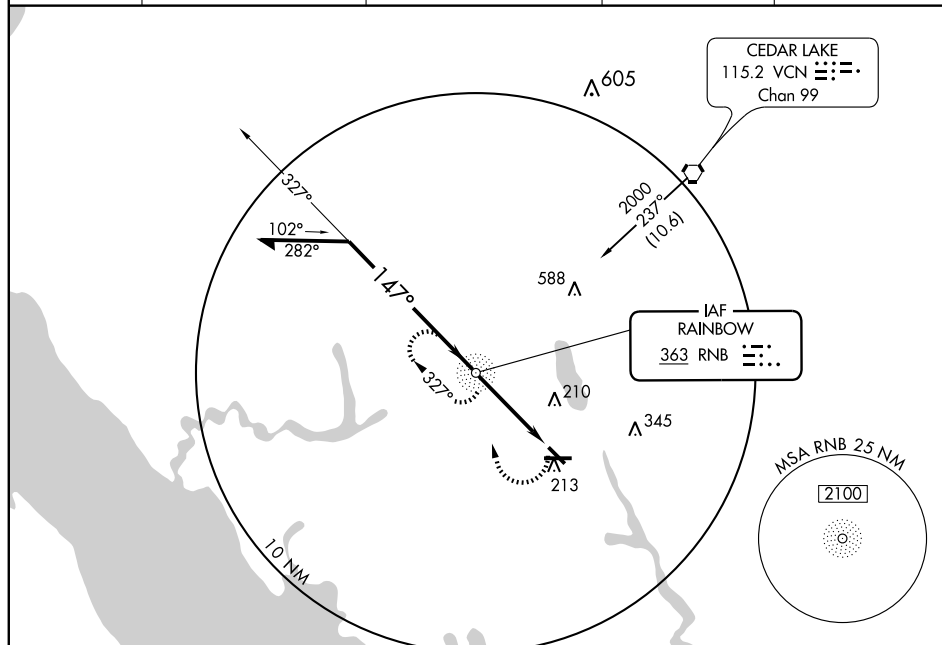 CEDAR LAKE
115.2 VCN
Chan 99
605
327°
2000
237°
(10.6)
102°
282°
147°
588
IAF
RAINBOW
363 RNB
327°
210
345
213
MSA RNB 25 NM
2100
10 NM